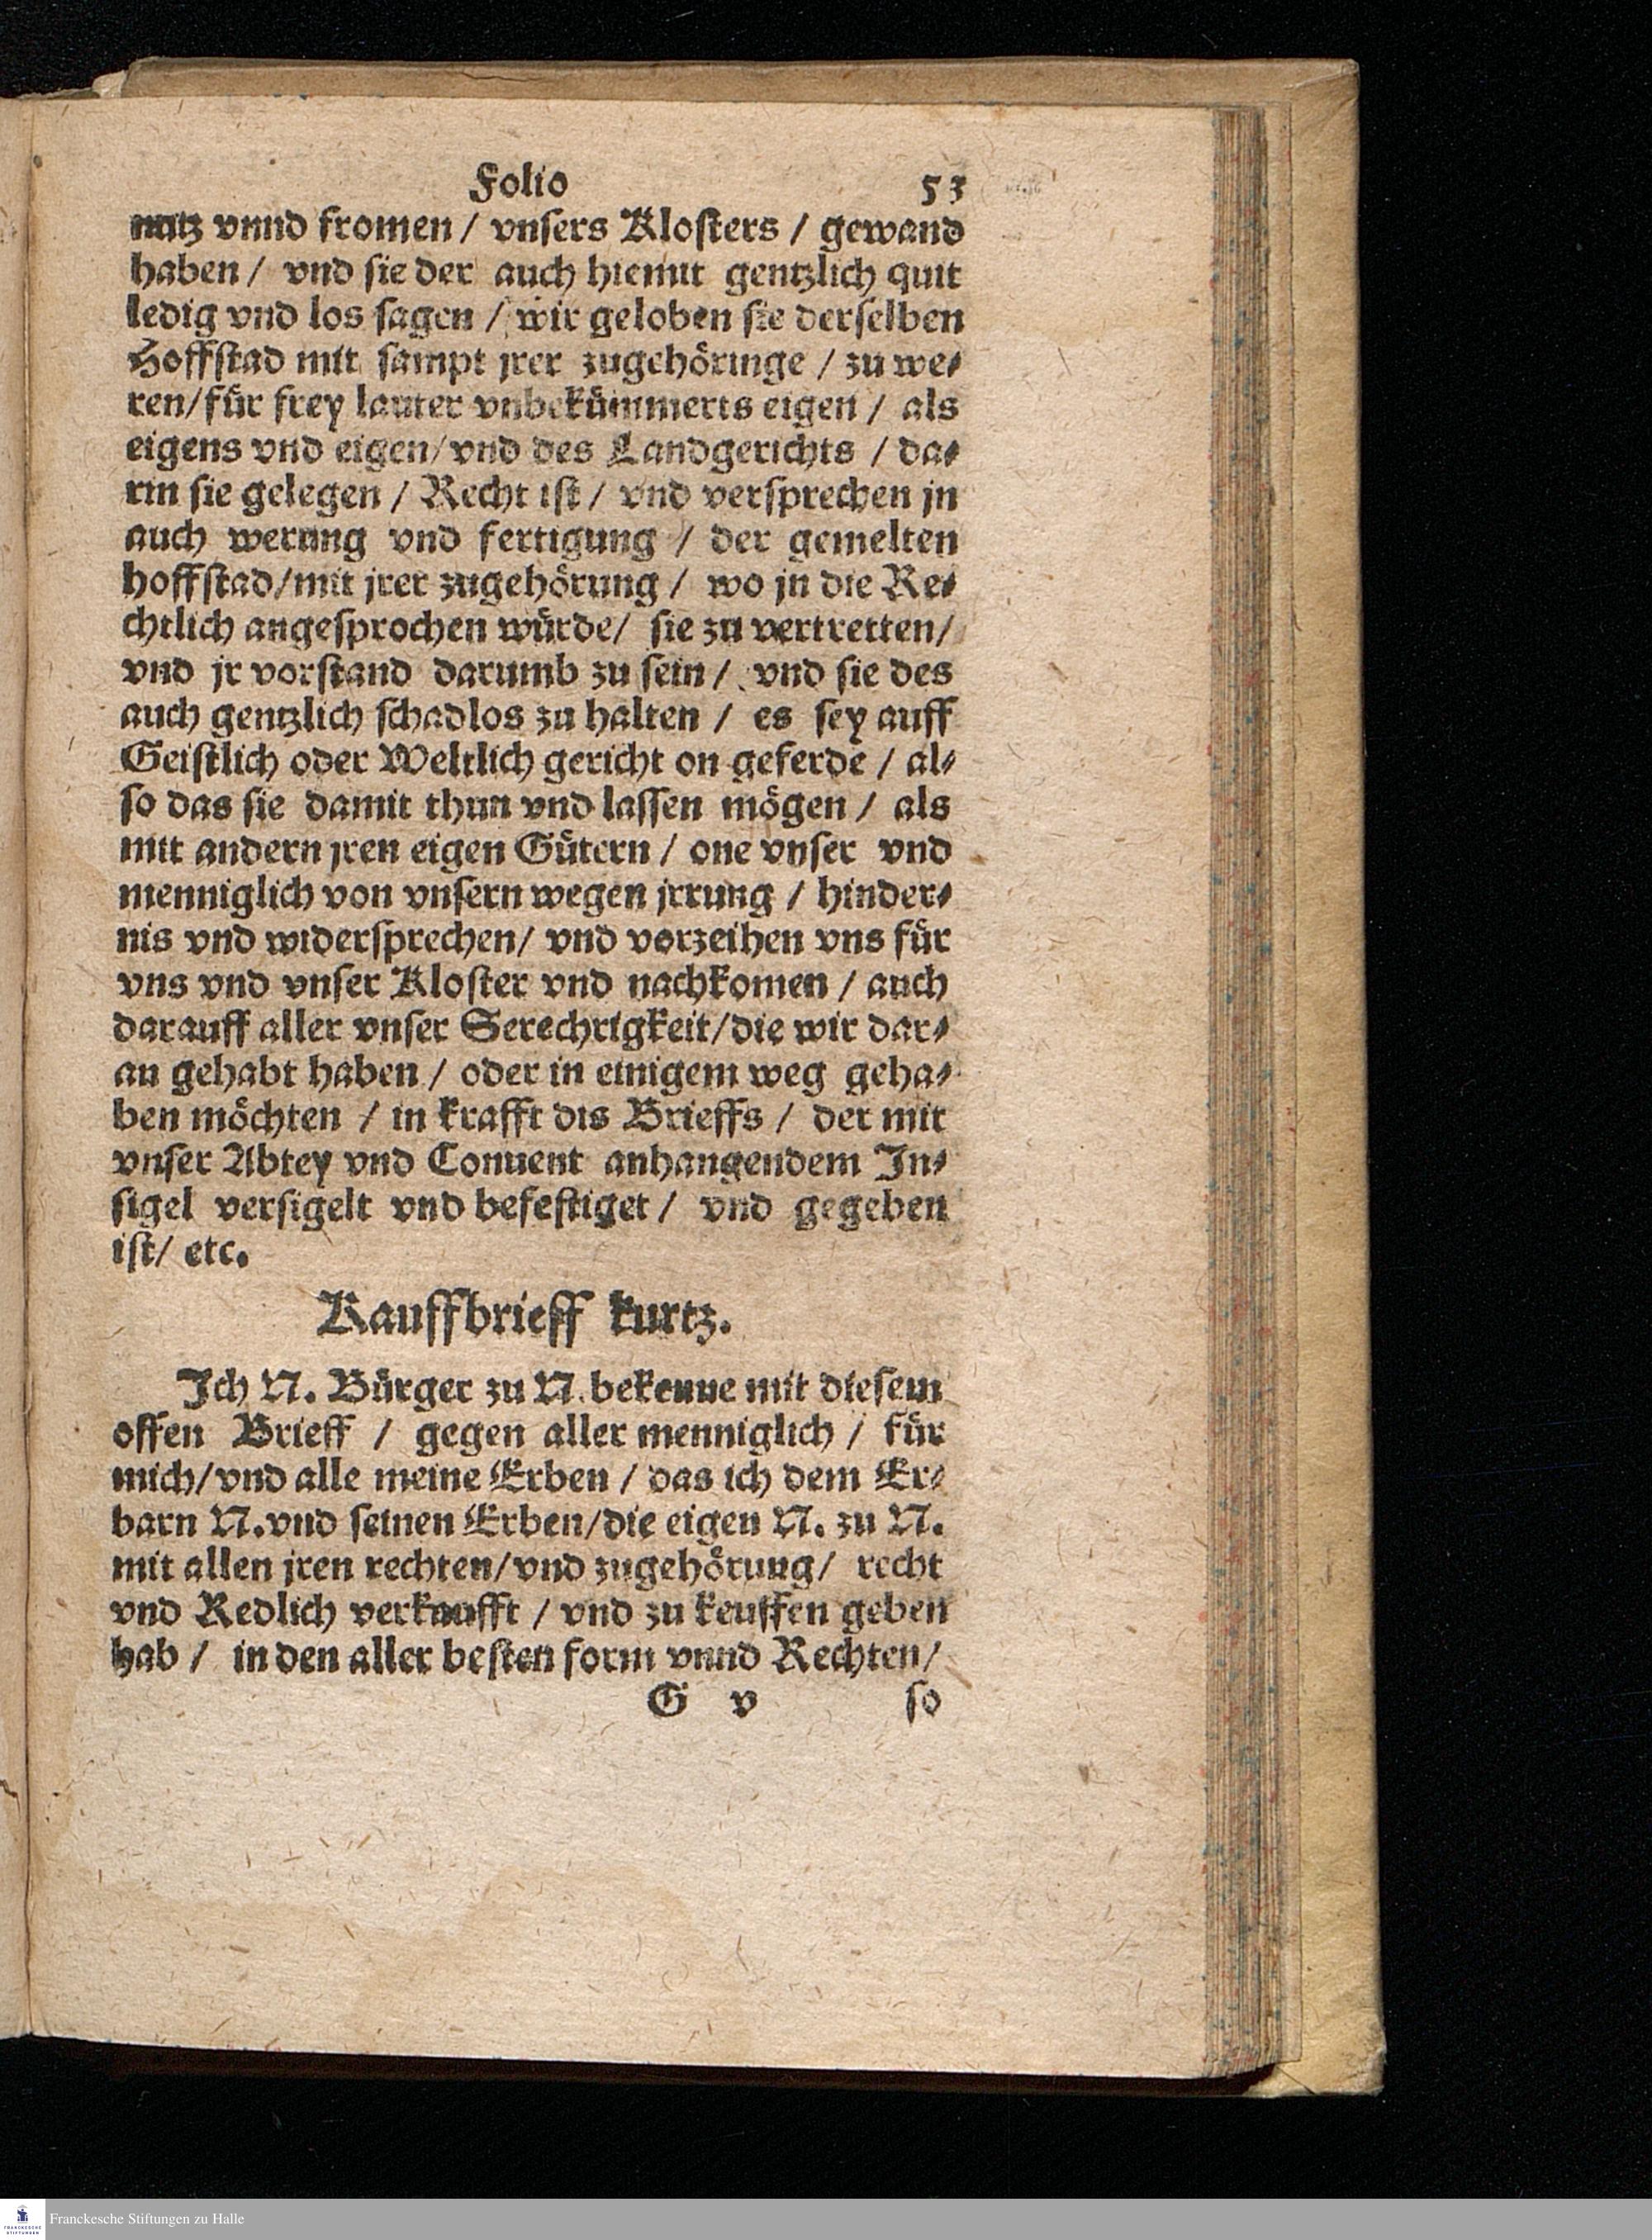 Folio 53
nutz vnnd fromen / vnsers Klosters / gewand
haben / vnd sie der auch hiemit gentzlich quit
ledig vnd los sagen / wir geloben sie derselben
Hoffstad mit sampt jrer zugehöringe / zu we⸗
ren/für frey lauter vnbekümmerts eigen / als
eigens vnd eigen/vnd des Landgerichts / da⸗
rin sie gelegen / Recht ist / vnd versprechen jn
auch werung vnd fertigung / der gemelten
hoffstad/mit jrer zugehörung / wo jn die Re⸗
chtlich angesprochen würde/ sie zu vertretten/
vnd jr vorstand darumb zu sein / vnd sie des
auch gentzlich schadlos zu halten / es sey auff
Geistlich oder Weltlich gericht on geferde / al⸗
so das sie damit thun vnd lassen mögen / als
mit andern jren eigen Gütern / one vnser vnd
menniglich von vnsern wegen jrrung / hinder⸗
nis vnd widersprechen/ vnd vorzeihen vns für
vns vnd vnser Kloster vnd nachkomen / auch
darauff aller vnser Serechtigkeit/die wir dar⸗
an gehabt haben / oder in einigem weg geha⸗
ben möchten / in krafft dis Brieffs / der mit
vnser Abtey vnd Conuent anhangendem In⸗
sigel versigelt vnd befestiget / vnd gegeben
ist/ etc.
Kauffbrieff kurtz.
Ich N. Bürger zu N. bekenne mit diesem
offen Brieff / gegen aller menniglich / für
mich/vnd alle meine Erben / das ich dem Er⸗
barn N.vnd seinen Erben/die eigen N. zu N.
mit allen jren rechten/vnd zugehörung/ recht
vnd Redlich verkaufft / vnd zu keuffen geben
hab / in den aller besten form vnnd Rechten/
G v so
Franckesche Stiftungen zu Halle
FRANCKESCHE
STIFTUNGEN